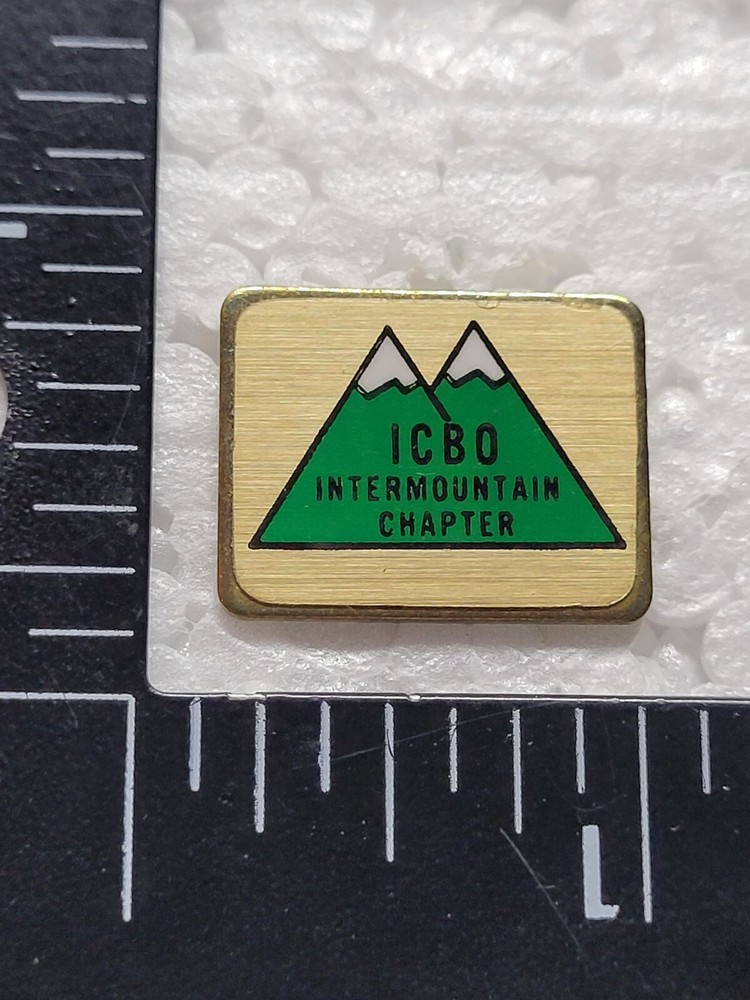 ICBO
INTERMOUNTAIN
CHAPTER
1